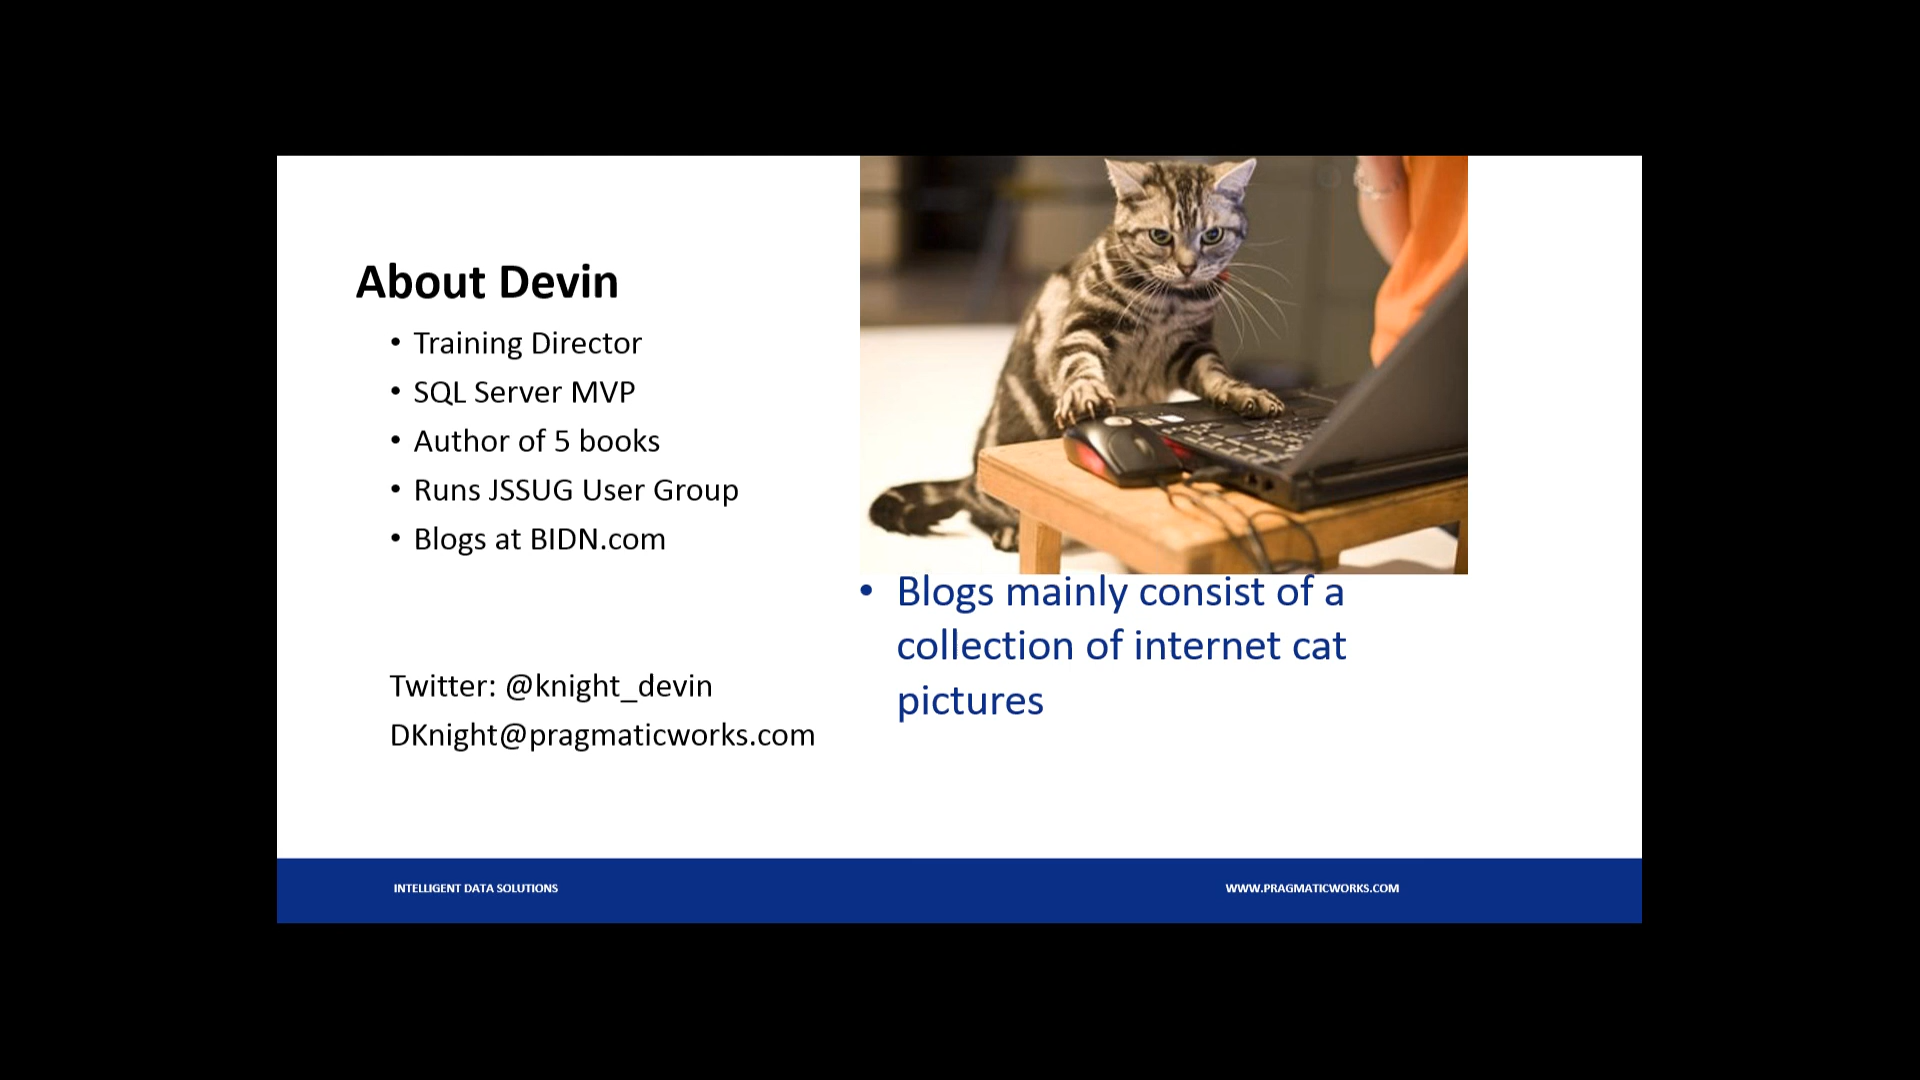 About Devin
• Training Director
• SQL Server MVP
• Author of 5 books
• Runs JSSUG User Group
• Blogs at BIDN.com
Twitter: @knight_devin
DKnight@pragmaticworks.com
• Blogs mainly consist of a
collection of internet cat
pictures
INTELLIGENT DATA SOLUTIONS
WWW.PRAGMATICWORKS.COM